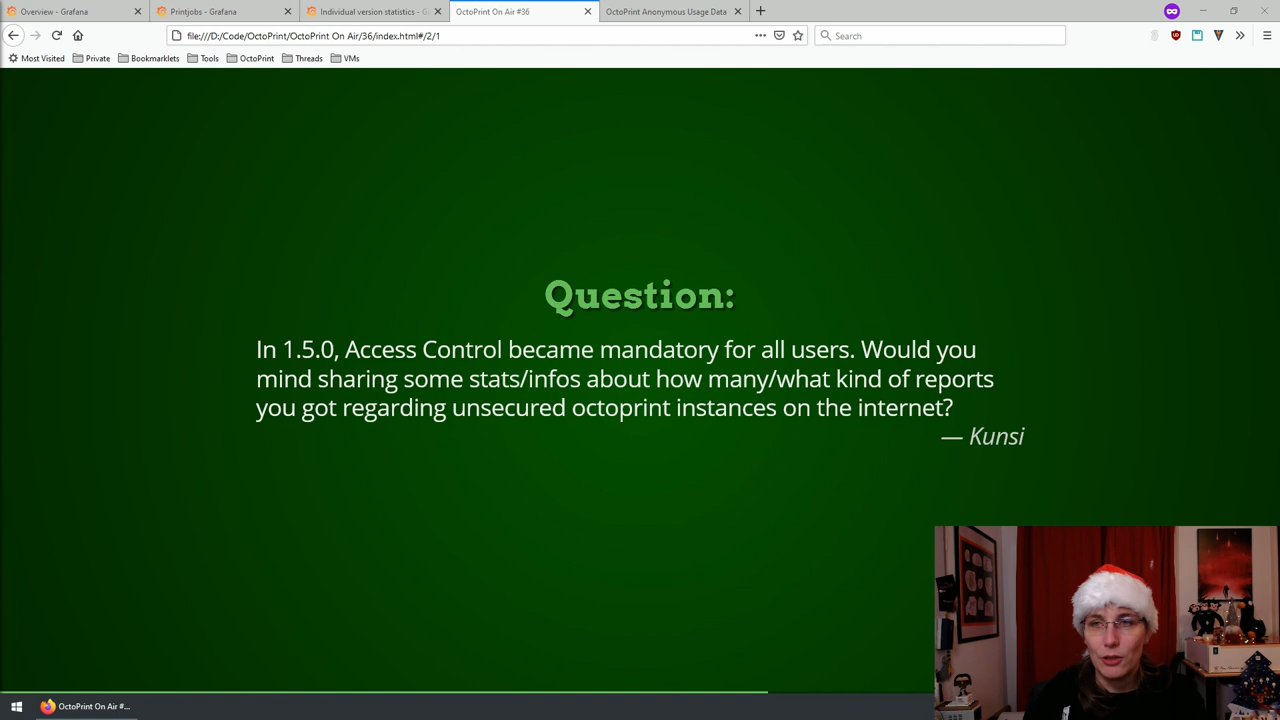 Overview - Grafana
Printjobs - Grafana
Individual version statistics - G
OctoPrint On Air #36
OctoPrint Anonymous Usage Data
file:///D:/Code/OctoPrint/OctoPrint On Air/36/index.html#/2/1
Search
Most Visited
Private
Bookmarklets
Tools
OctoPrint
Threads
VMs
Question:
In 1.5.0, Access Control became mandatory for all users. Would you
mind sharing some stats/infos about how many/what kind of reports
you got regarding unsecured octoprint instances on the internet?
— Kunsi
OctoPrint On Air #...